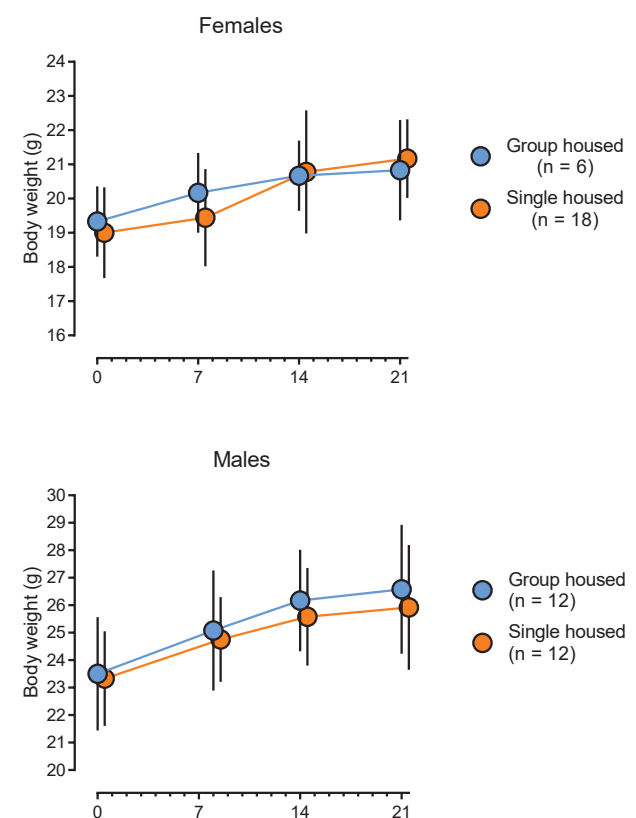 Females
24
23
22
21
20
19
18
17
16
Body weight (g)
0 7 14 21
Group housed
(n = 6)
Single housed
(n = 18)
Males
30
29
28
27
26
25
24
23
22
21
20
Body weight (g)
0 7 14 21
Group housed
(n = 12)
Single housed
(n = 12)